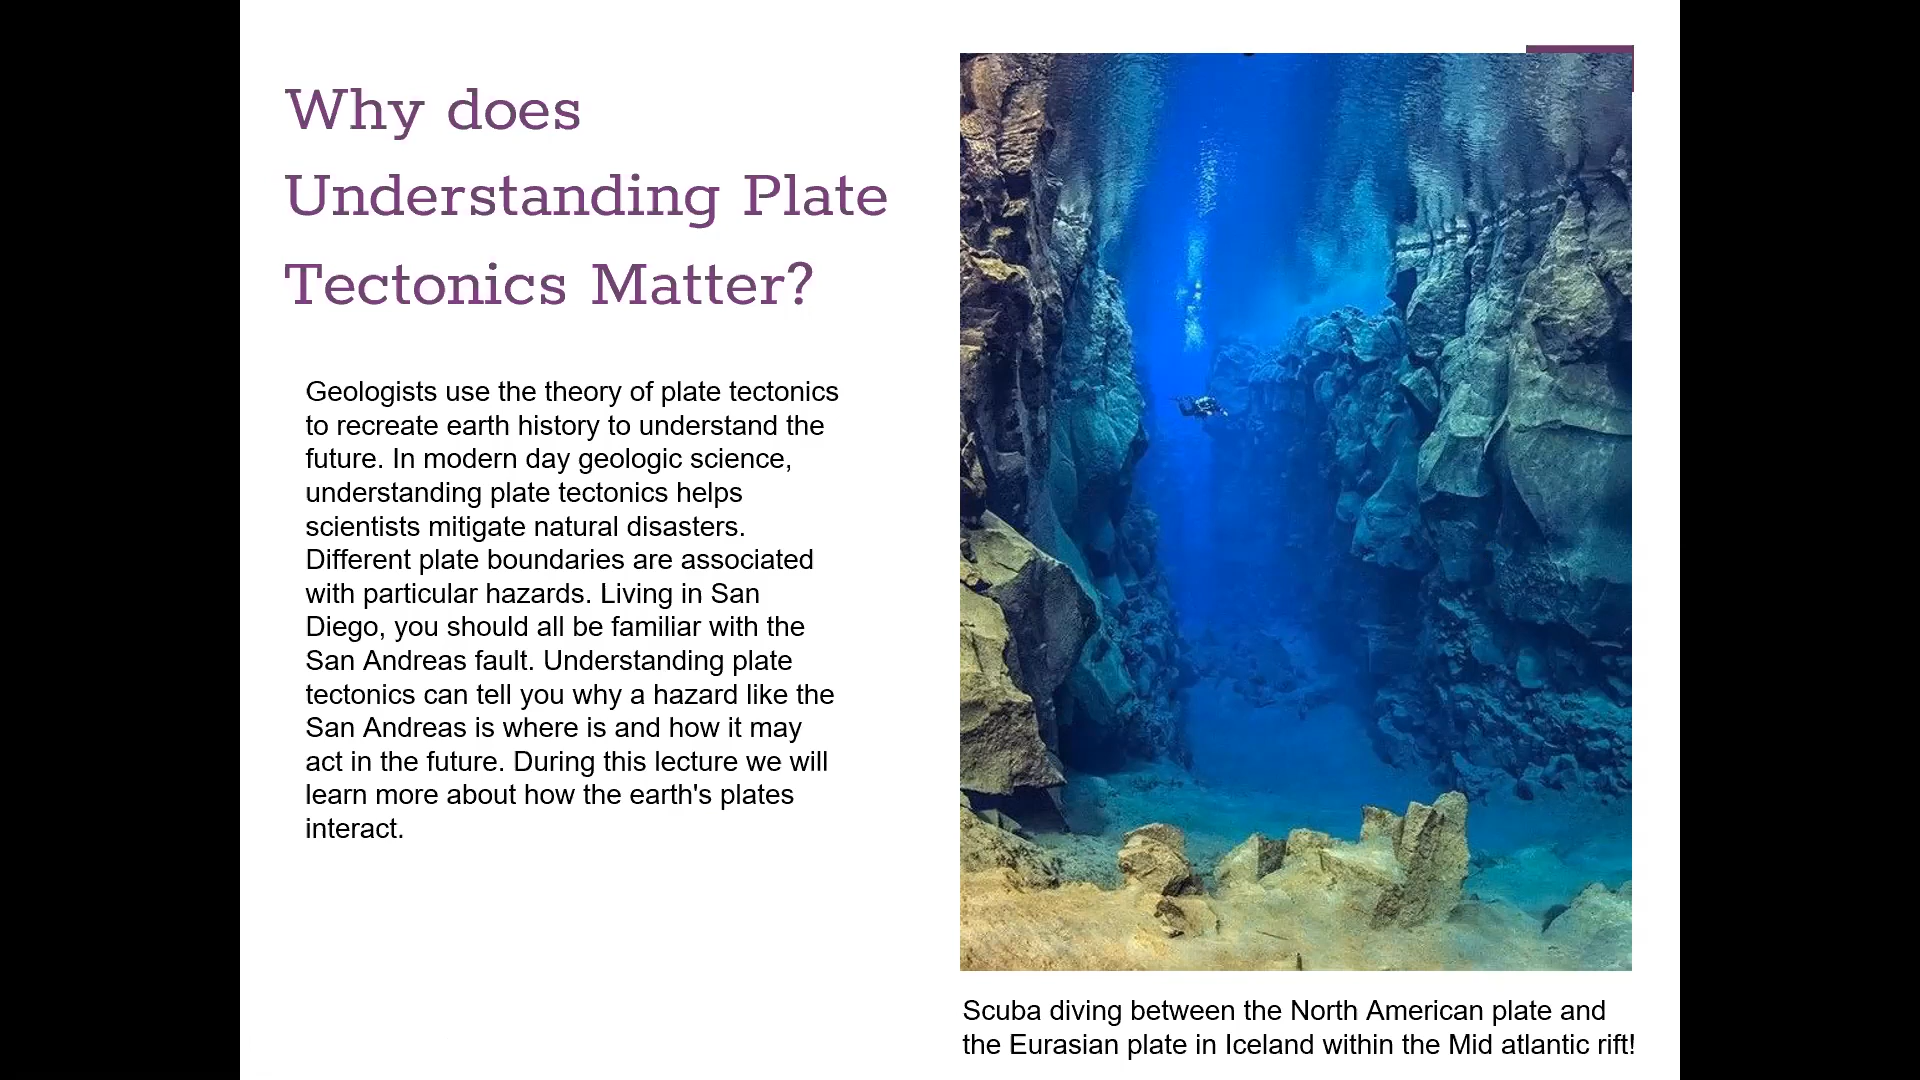 Why does
Understanding Plate
Tectonics Matter?
Geologists use the theory of plate tectonics
to recreate earth history to understand the
future. In modern day geologic science,
understanding plate tectonics helps
scientists mitigate natural disasters.
Different plate boundaries are associated
with particular hazards. Living in San
Diego, you should all be familiar with the
San Andreas fault. Understanding plate
tectonics can tell you why a hazard like the
San Andreas is where is and how it may
act in the future. During this lecture we will
learn more about how the earth's plates
interact.
Scuba diving between the North American plate and
the Eurasian plate in Iceland within the Mid atlantic rift!